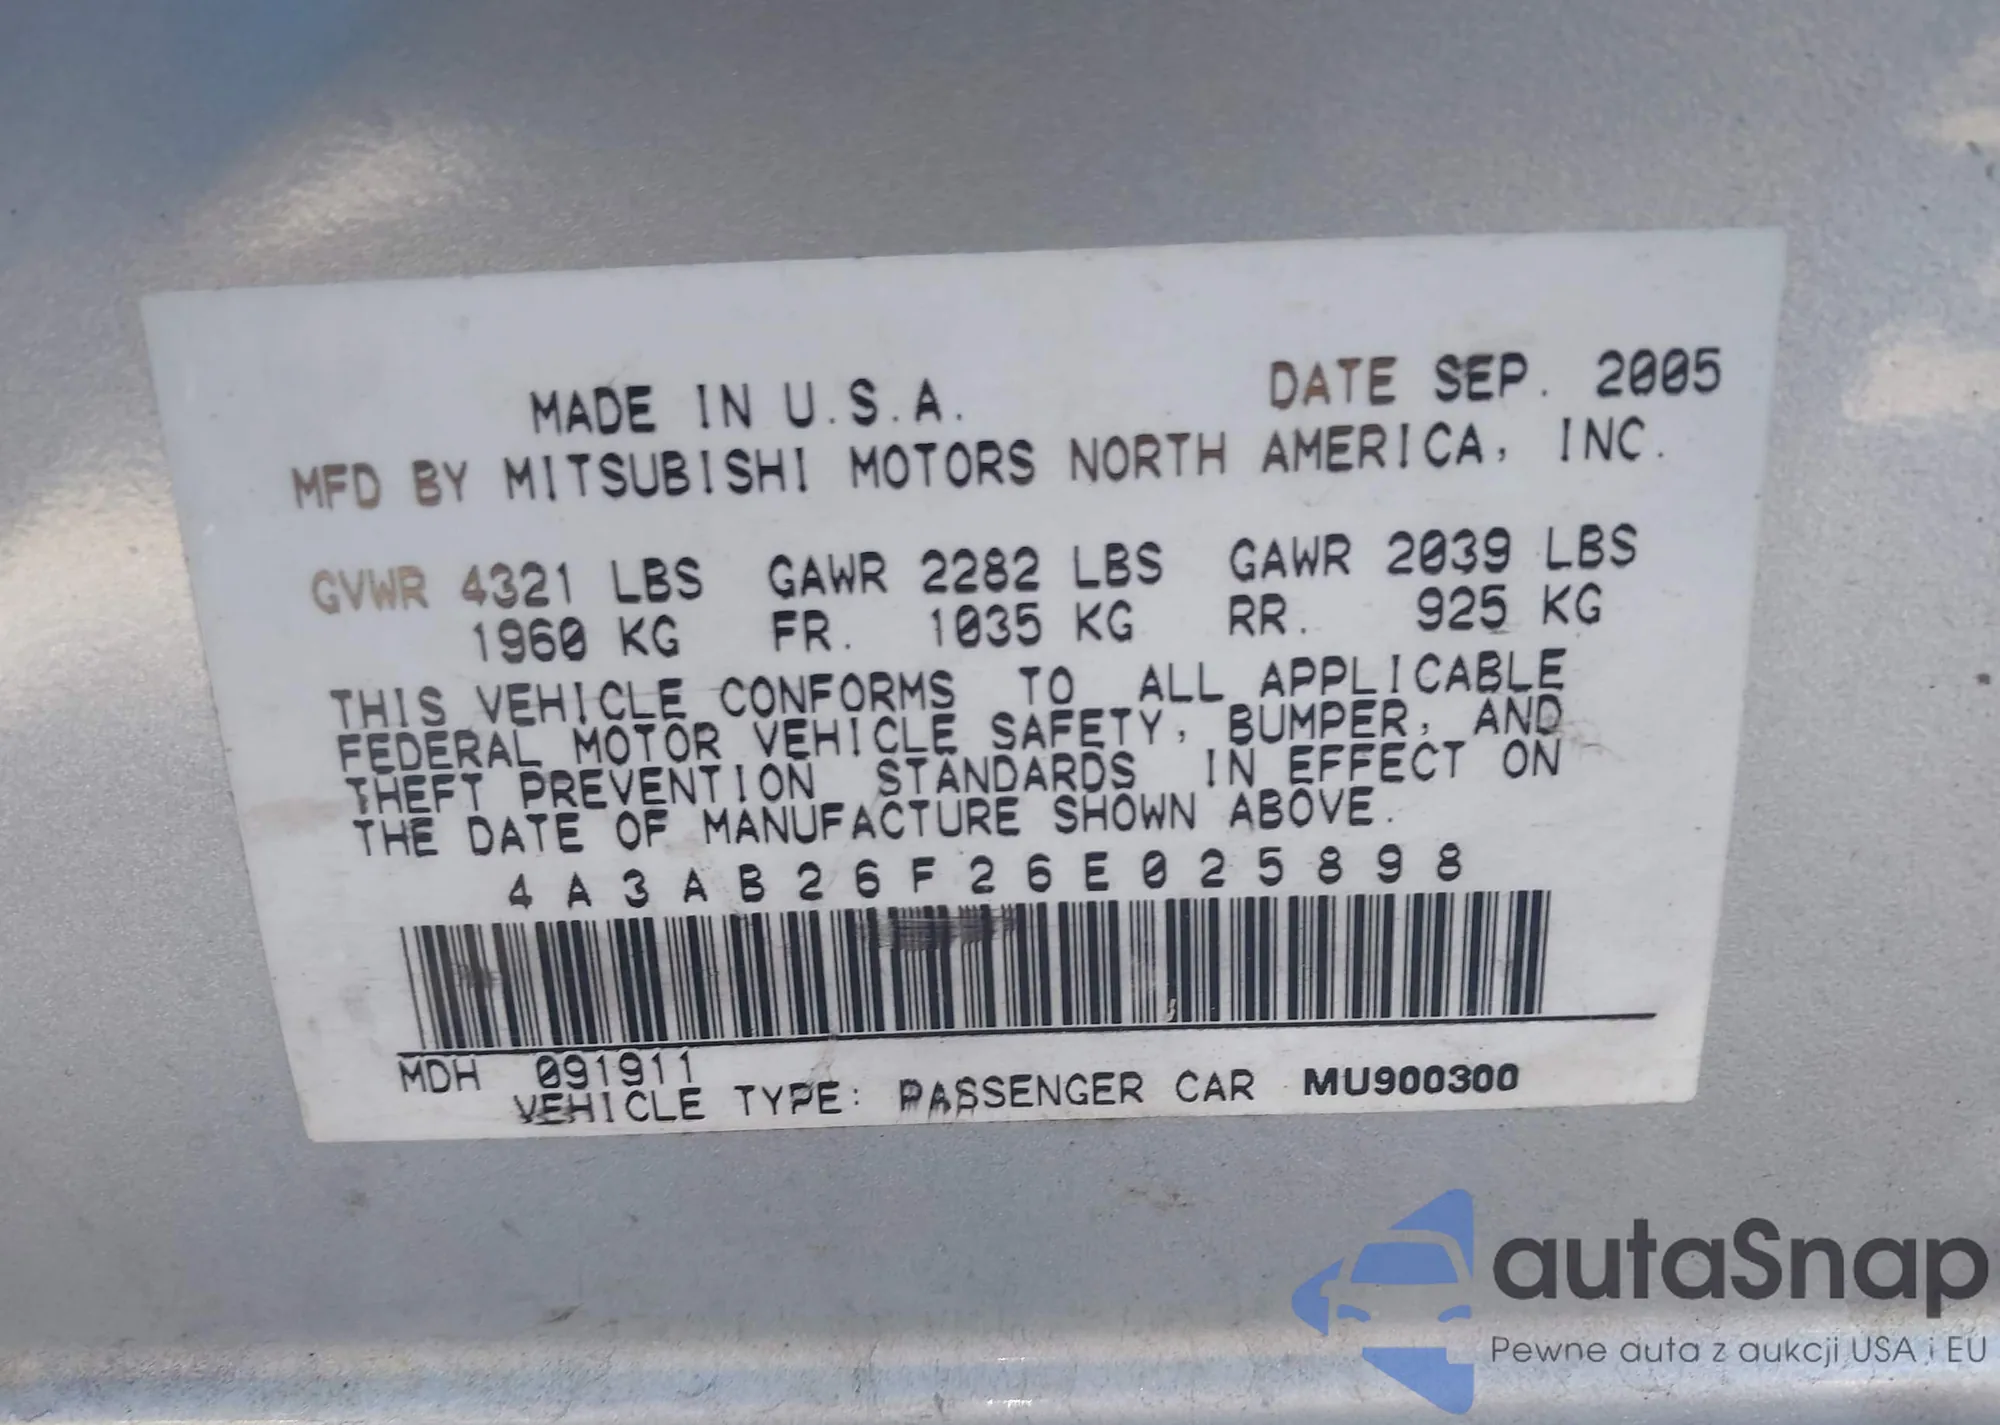 MADE IN U.S.A. DATE SEP. 2005
MFD BY MITSUBISHI MOTORS NORTH AMERICA, INC.
GVWR 4321 LBS GAWR 2282 LBS GAWR 2039 LBS
1960 KG FR. 1035 KG RR. 925 KG
THIS VEHICLE CONFORMS TO ALL APPLICABLE
FEDERAL MOTOR VEHICLE SAFETY, BUMPER, AND
THEFT PREVENTION STANDARDS IN EFFECT ON
THE DATE OF MANUFACTURE SHOWN ABOVE.
4A3AB26F26E025898
MDH 091911
VEHICLE TYPE: PASSENGER CAR MU900300
autaSnap
Pewne auta z aukcji USA i EU